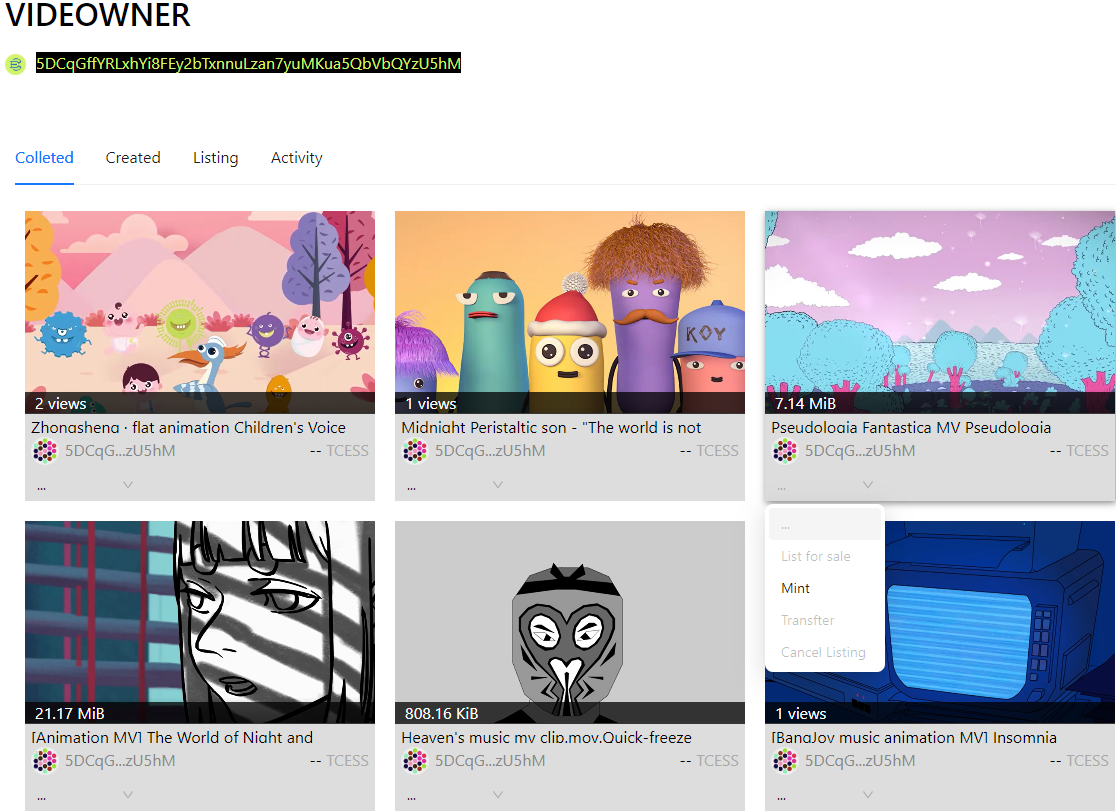 VIDEOWNER
5DCqGffYRLxhYi8FEy2bTxnnuLzan7yuMKua5QbVbQYzU5hM
Colleted Created Listing Activity
KOY
2 views
1 views
7.14 MiB
Zhongsheng · flat animation Children's Voice
Midnight Peristaltic son - "The world is not
Pseudologia Fantastica MV Pseudologia
5DCqG...zU5hM -- TCESS
5DCqG...zU5hM -- TCESS
5DCqG...zU5hM -- TCESS
...
...
...
...
List for sale
Mint
Transfter
Cancel Listing
21.17 MiB
808.16 KiB
1 views
[Animation MV] The World of Night and
Heaven's music mv clip.mov,Quick-freeze
[BangJoy music animation MV] Insomnia
5DCqG...zU5hM -- TCESS
5DCqG...zU5hM -- TCESS
5DCqG...zU5hM -- TCESS
...
...
...